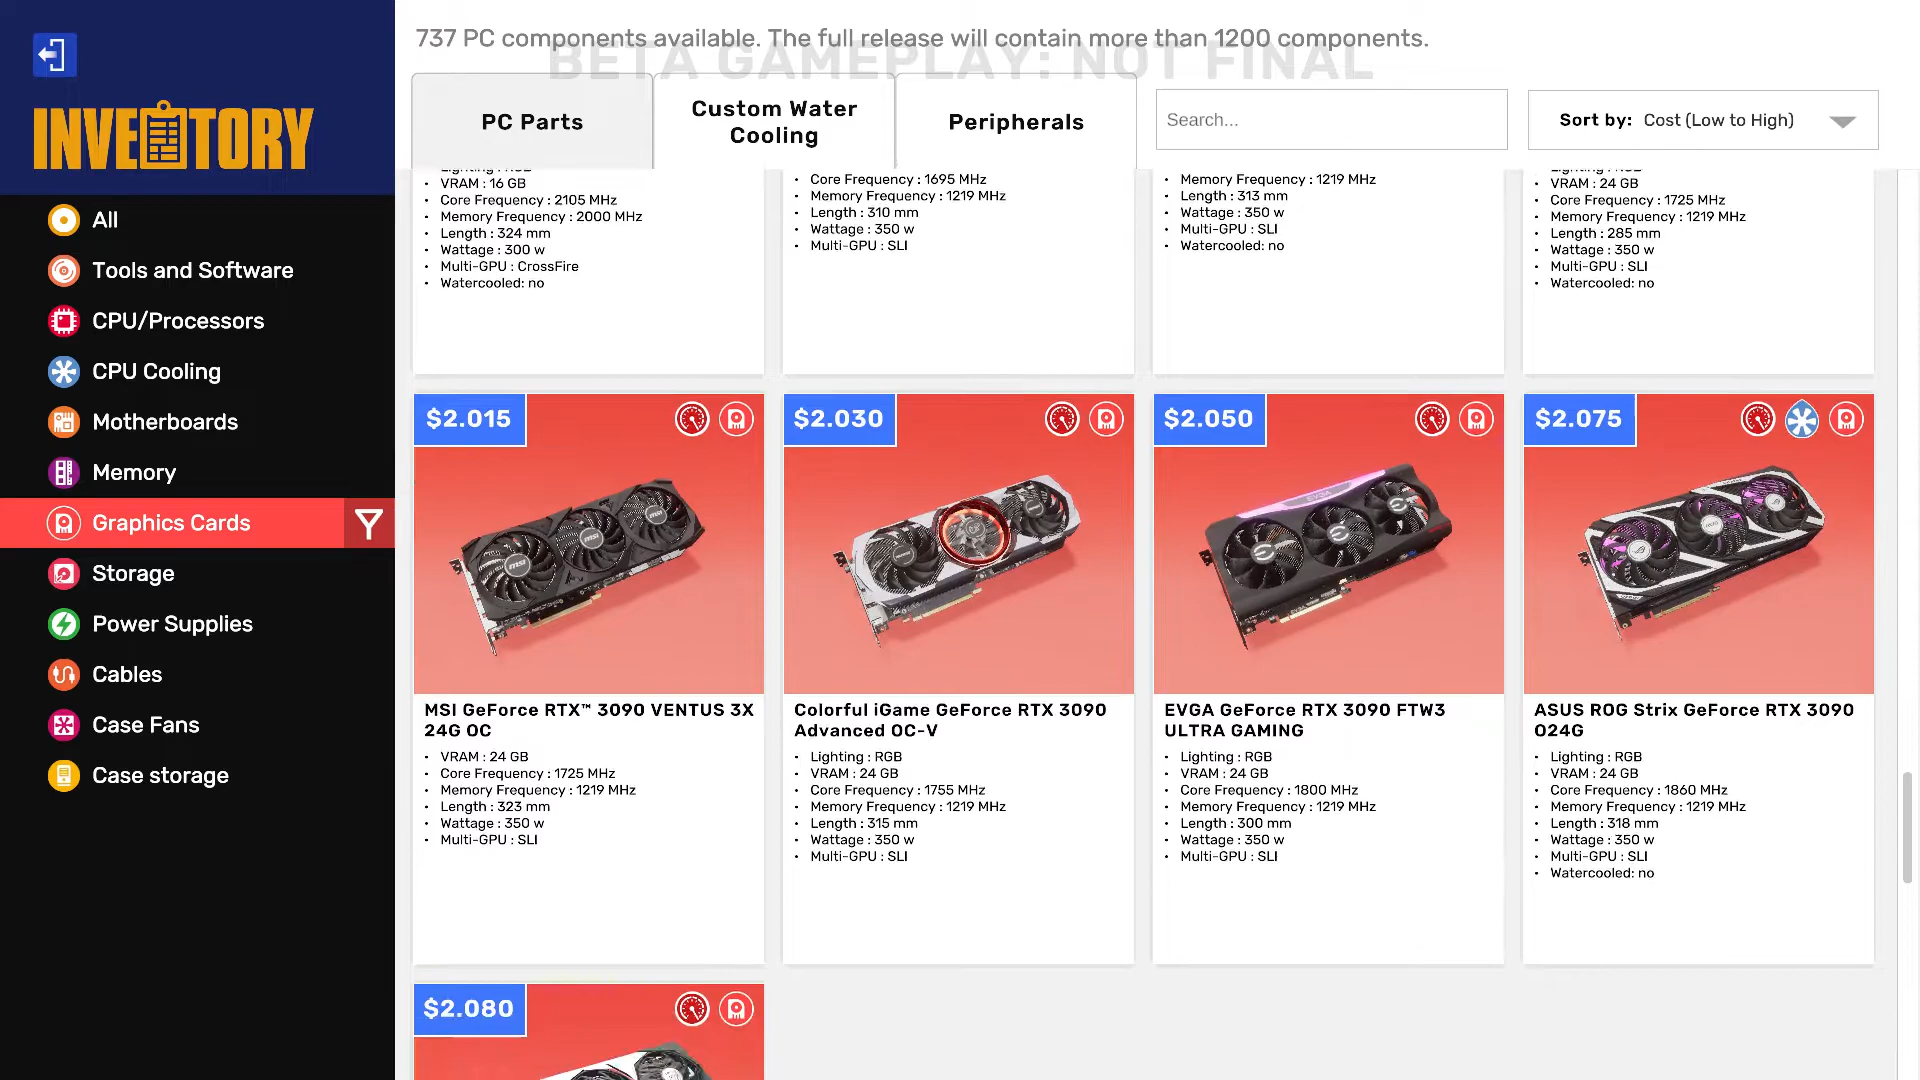 737 PC components available. The full release will contain more than 1200 components.
BETA GAMEPLAY: NOT FINAL
INVENTORY
PC Parts
Custom Water
Cooling
Peripherals
Search...
Sort by: Cost (Low to High)
All
Tools and Software
CPU/Processors
CPU Cooling
Motherboards
Memory
Graphics Cards
Storage
Power Supplies
Cables
Case Fans
Case storage
Lighting : RGB
• VRAM : 16 GB
• Core Frequency : 2105 MHz
• Memory Frequency : 2000 MHz
• Length : 324 mm
• Wattage : 300 w
• Multi-GPU : CrossFire
• Watercooled: no
• Core Frequency : 1695 MHz
• Memory Frequency : 1219 MHz
• Length : 310 mm
• Wattage : 350 w
• Multi-GPU : SLI
• Memory Frequency : 1219 MHz
• Length : 313 mm
• Wattage : 350 w
• Multi-GPU : SLI
• Watercooled: no
Lighting : RGB
• VRAM : 24 GB
• Core Frequency : 1725 MHz
• Memory Frequency : 1219 MHz
• Length : 285 mm
• Wattage : 350 w
• Multi-GPU : SLI
• Watercooled: no
$2.015
msi
msi
msi
MSI GeForce RTX™ 3090 VENTUS 3X
24G OC
• VRAM : 24 GB
• Core Frequency : 1725 MHz
• Memory Frequency : 1219 MHz
• Length : 323 mm
• Wattage : 350 w
• Multi-GPU : SLI
$2.030
Colorful iGame GeForce RTX 3090
Advanced OC-V
• Lighting : RGB
• VRAM : 24 GB
• Core Frequency : 1755 MHz
• Memory Frequency : 1219 MHz
• Length : 315 mm
• Wattage : 350 w
• Multi-GPU : SLI
$2.050
EVGA
EVGA GeForce RTX 3090 FTW3
ULTRA GAMING
• Lighting : RGB
• VRAM : 24 GB
• Core Frequency : 1800 MHz
• Memory Frequency : 1219 MHz
• Length : 300 mm
• Wattage : 350 w
• Multi-GPU : SLI
$2.075
ASUS ROG Strix GeForce RTX 3090
O24G
• Lighting : RGB
• VRAM : 24 GB
• Core Frequency : 1860 MHz
• Memory Frequency : 1219 MHz
• Length : 318 mm
• Wattage : 350 w
• Multi-GPU : SLI
• Watercooled: no
$2.080